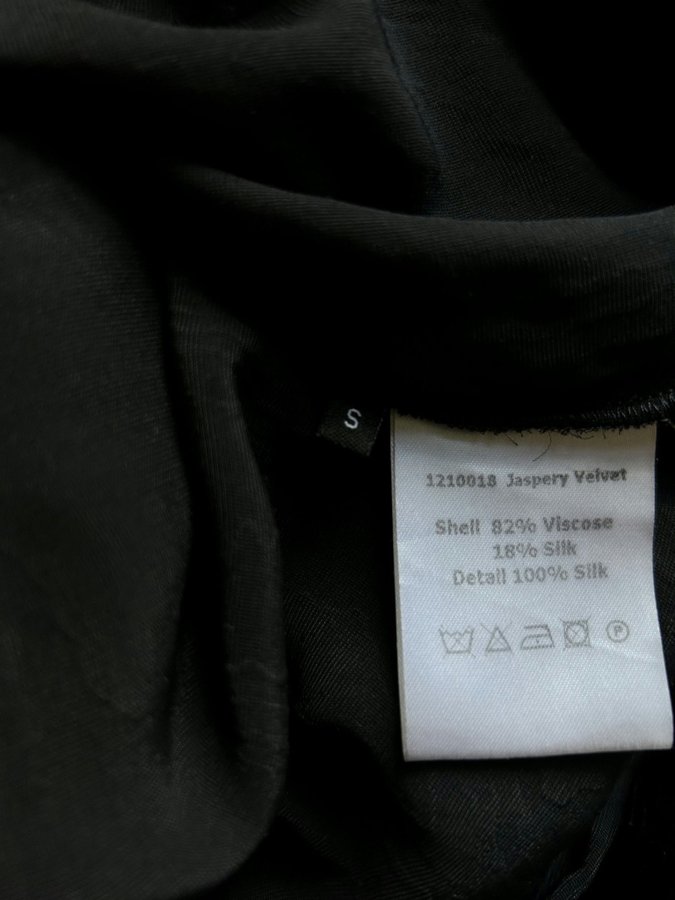 S
1210018 Jaspery Velvet
Shell 82% Viscose
18% Silk
Detail 100% Silk
P